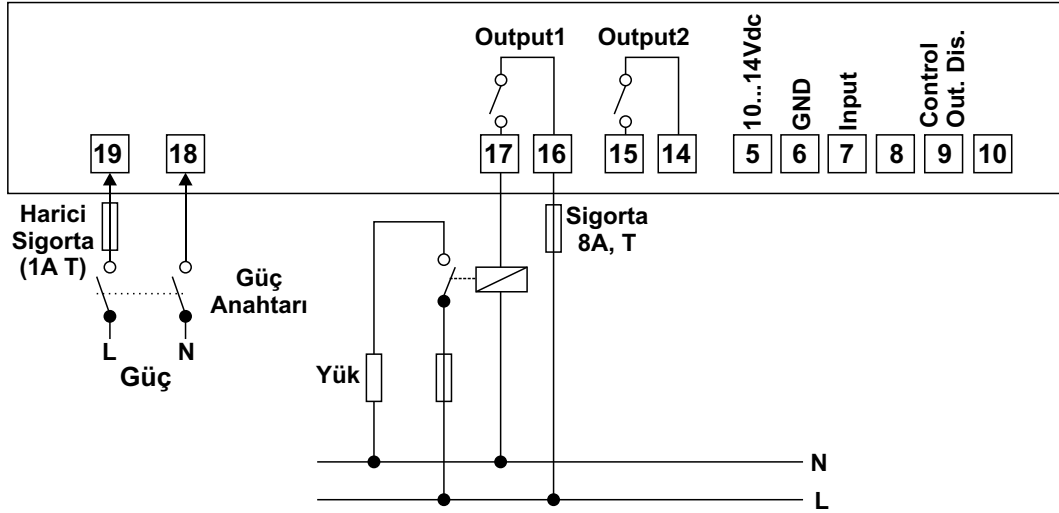 Output1
Output2
10...14Vdc
GND
Input
Control
Out. Dis.
19
18
17
16
15
14
5
6
7
8
9
10
Harici
Sigorta
(1A T)
Güç
Anahtarı
L
N
Güç
Sigorta
8A, T
Yük
N
L